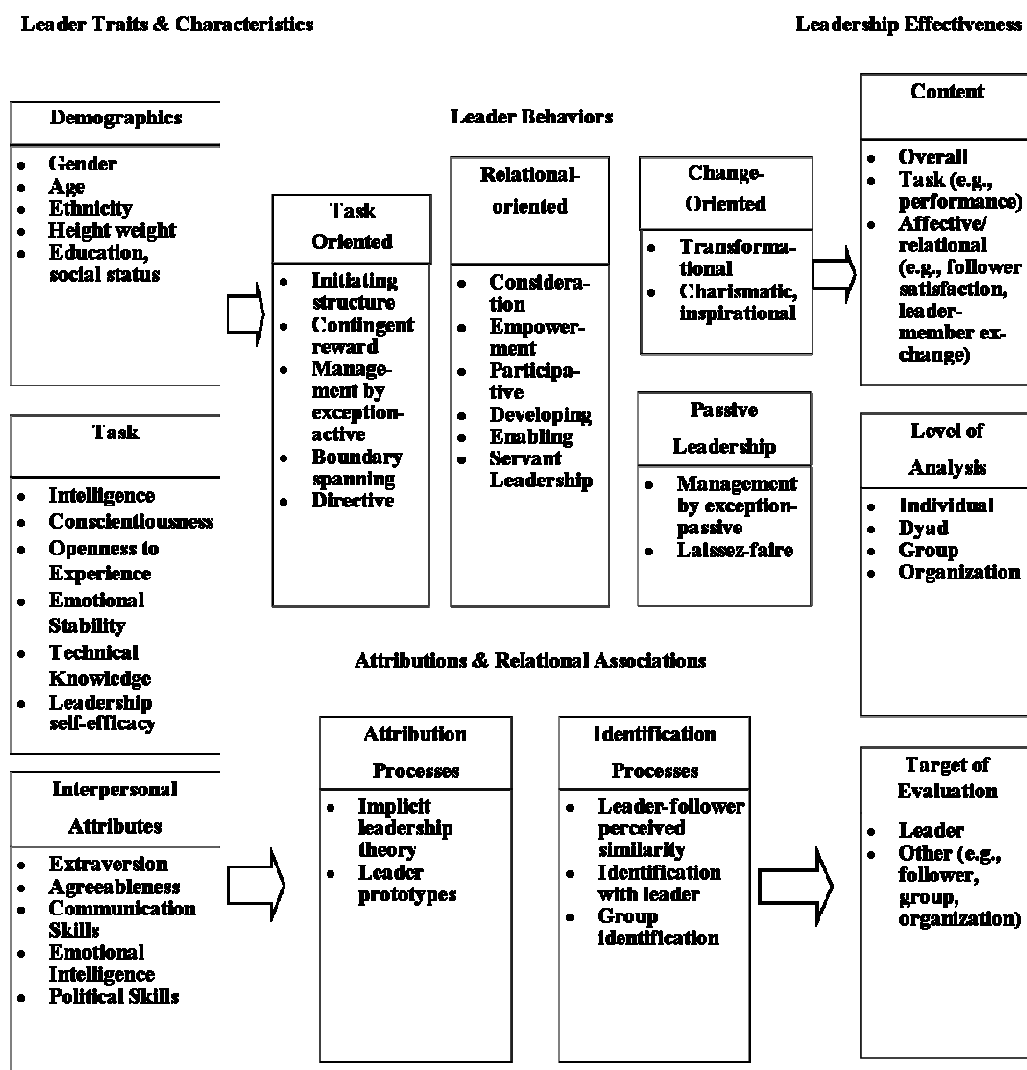 Leader Traits & Characteristics
Leadership Effectiveness
Demographics
• Gender
• Age
• Ethnicity
• Height weight
• Education,
social status
Task
• Intelligence
• Conscientiousness
• Openness to
Experience
• Emotional
Stability
• Technical
Knowledge
• Leadership
self-efficacy
Interpersonal
Attributes
• Extraversion
• Agreeableness
• Communication
Skills
• Emotional
Intelligence
• Political Skills
Leader Behaviors
Task
Oriented
• Initiating
structure
• Contingent
reward
• Manage-
ment by
exception-
active
• Boundary
spanning
• Directive
Relational-
oriented
• Considera-
tion
• Empower-
ment
• Participa-
tive
• Developing
• Enabling
• Servant
Leadership
Change-
Oriented
• Transforma-
tional
• Charismatic,
inspirational
Passive
Leadership
• Management
by exception-
passive
• Laissez-faire
Attributions & Relational Associations
Attribution
Processes
• Implicit
leadership
theory
• Leader
prototypes
Identification
Processes
• Leader-follower
perceived
similarity
• Identification
with leader
• Group
identification
Content
• Overall
• Task (e.g.,
performance)
• Affective/
relational
(e.g., follower
satisfaction,
leader-
member ex-
change)
Level of
Analysis
• Individual
• Dyad
• Group
• Organization
Target of
Evaluation
• Leader
• Other (e.g.,
follower,
group,
organization)